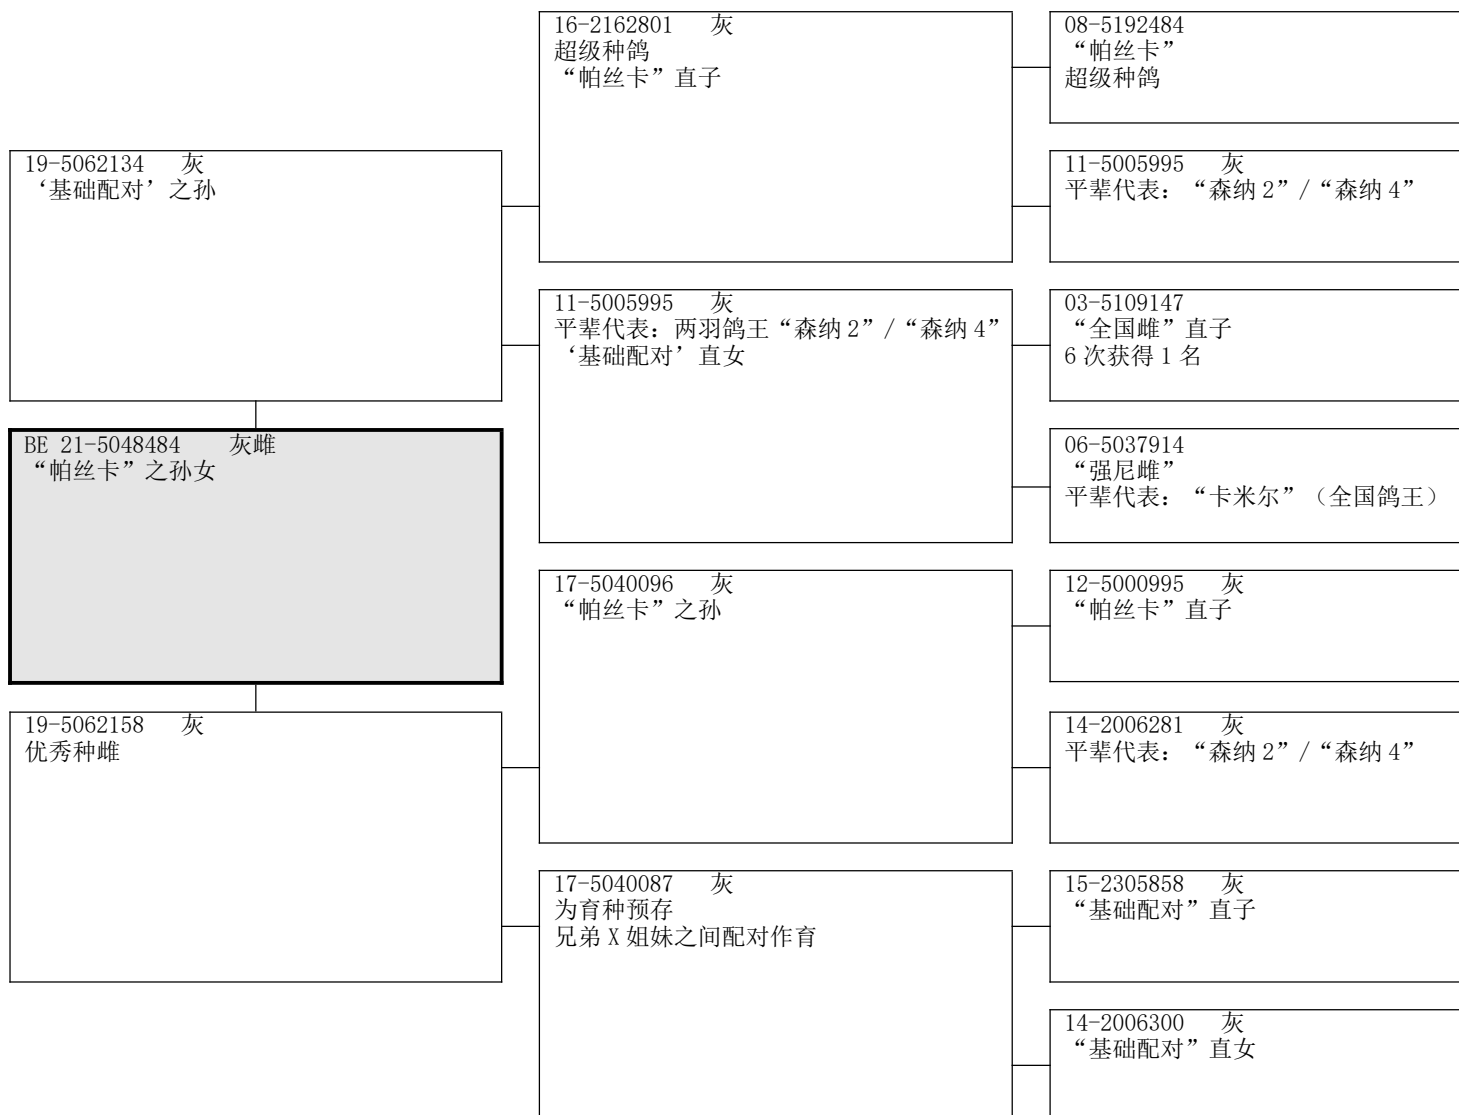 16-2162801 灰
超级种鸽
“帕丝卡”直子
08-5192484
“帕丝卡”
超级种鸽
19-5062134 灰
‘基础配对’之孙
11-5005995 灰
平辈代表：“森纳2”/“森纳4”
11-5005995 灰
平辈代表：两羽鸽王“森纳2”/“森纳4”
‘基础配对’直女
03-5109147
“全国雌”直子
6次获得1名
BE 21-5048484 灰雌
“帕丝卡”之孙女
06-5037914
“强尼雌”
平辈代表：“卡米尔”（全国鸽王）
17-5040096 灰
“帕丝卡”之孙
12-5000995 灰
“帕丝卡”直子
19-5062158 灰
优秀种雌
14-2006281 灰
平辈代表：“森纳2”/“森纳4”
17-5040087 灰
为育种预存
兄弟X姐妹之间配对作育
15-2305858 灰
“基础配对”直子
14-2006300 灰
“基础配对”直女